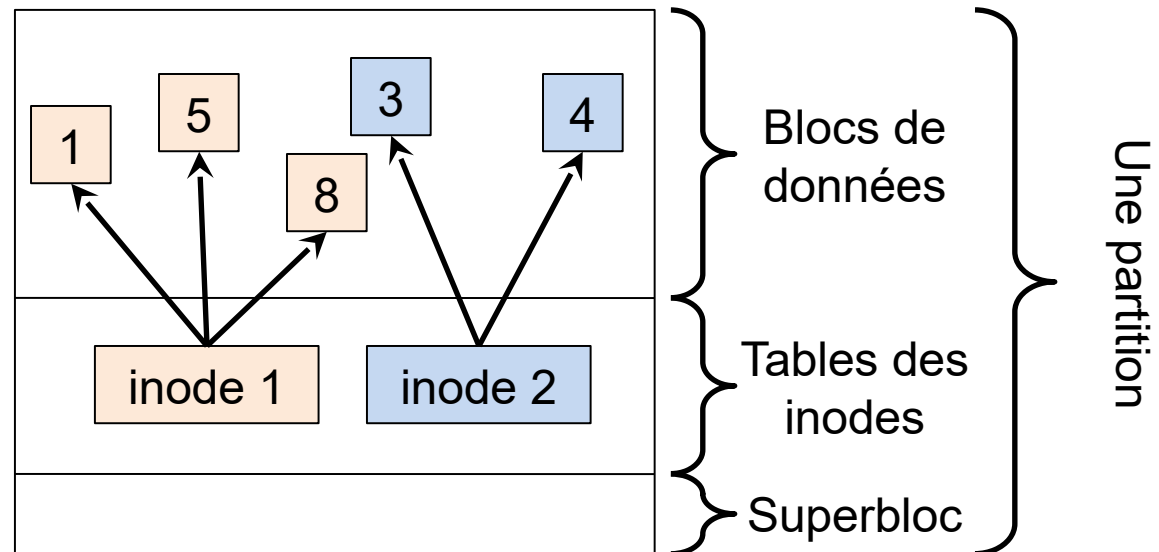 1
5
3
4
8
inode 1
inode 2
Blocs de
données
Tables des
inodes
Superbloc
Une partition